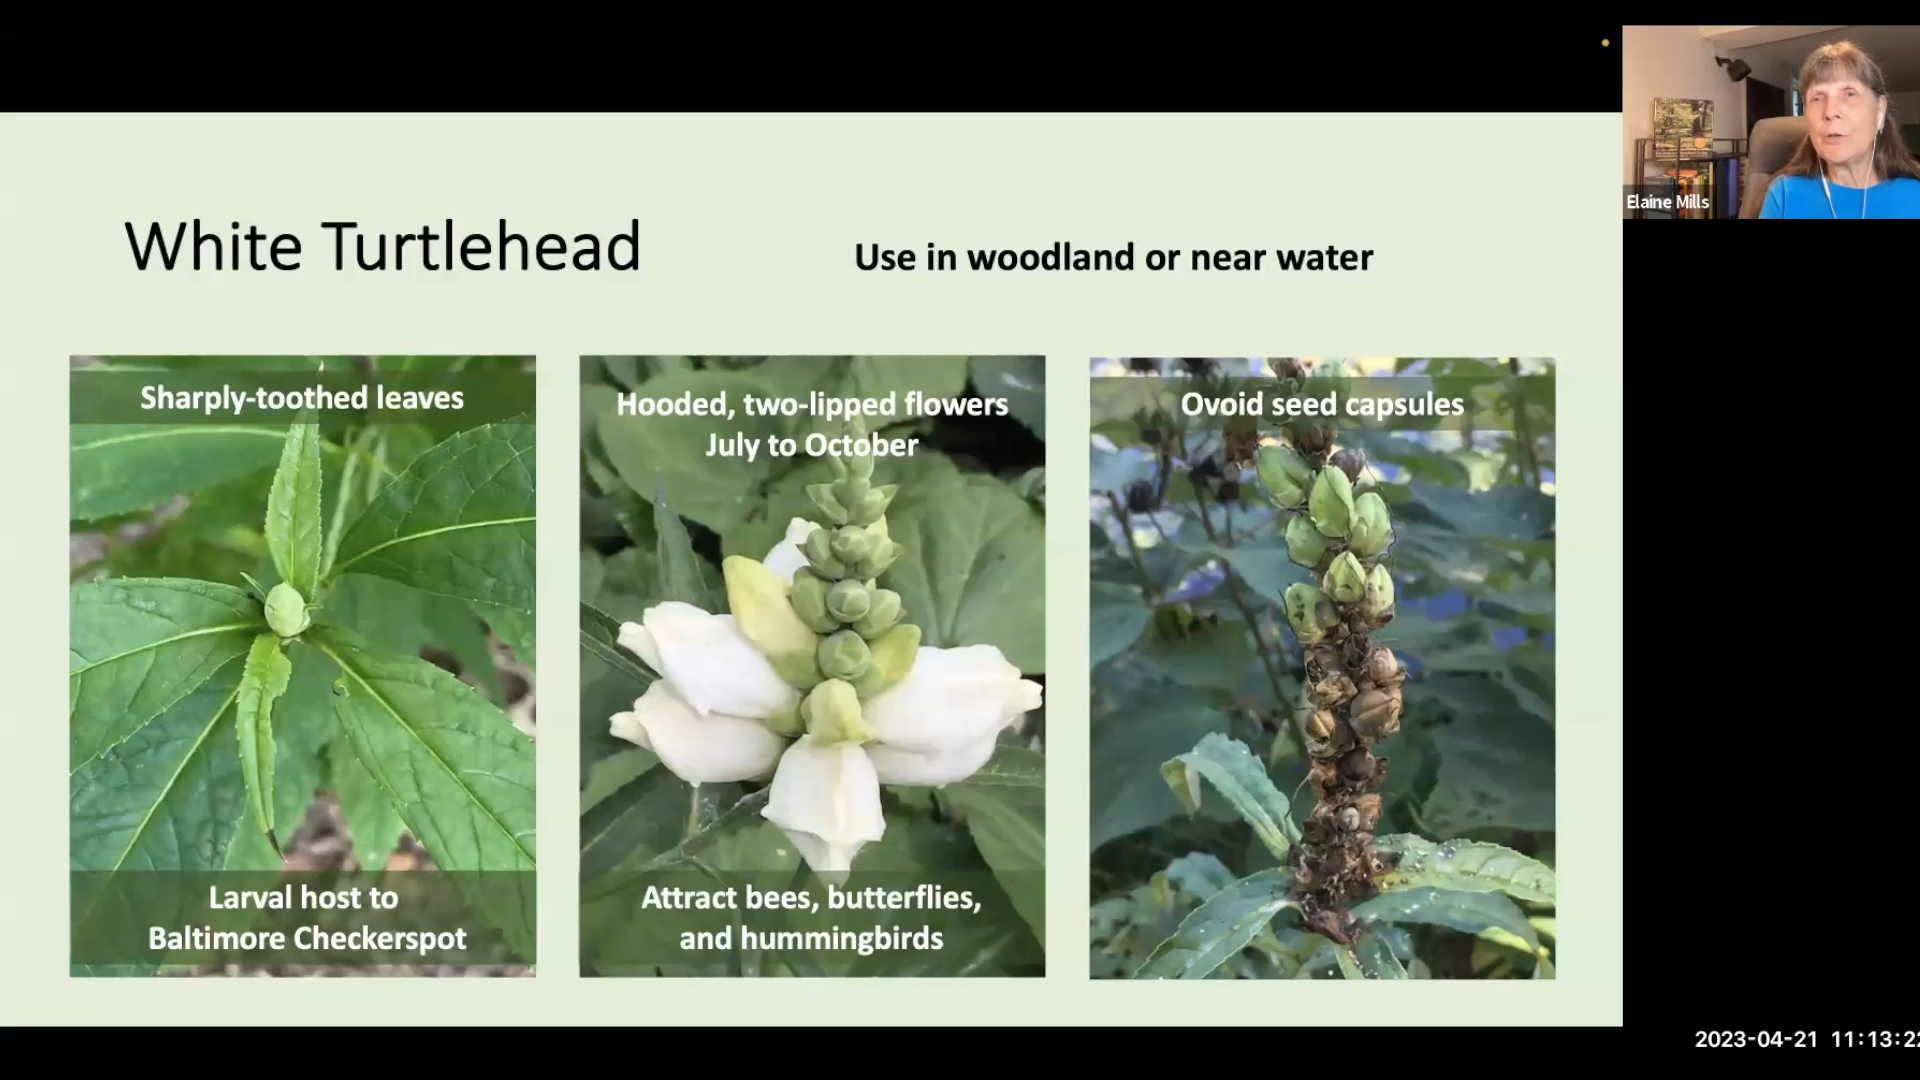 Elaine Mills
White Turtlehead
Use in woodland or near water
Sharply-toothed leaves
Larval host to
Baltimore Checkerspot
Hooded, two-lipped flowers
July to October
Attract bees, butterflies,
and hummingbirds
Ovoid seed capsules
2023-04-21 11:13:22